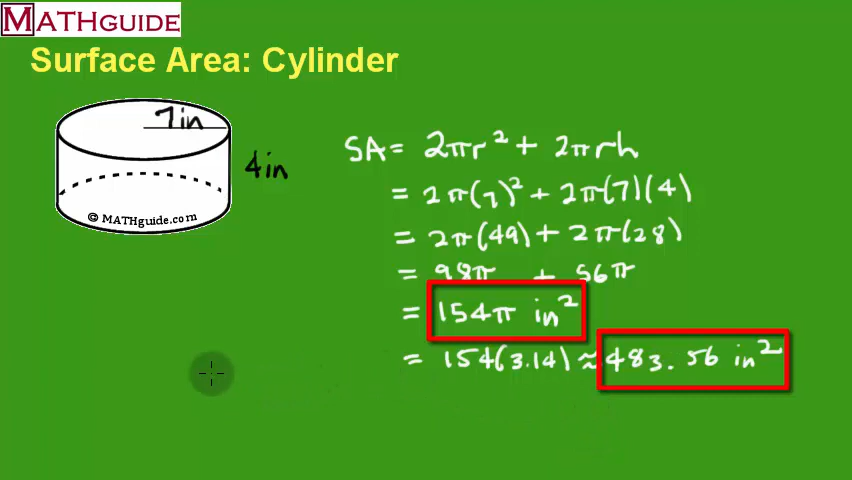 MATHGUIDE
Surface Area: Cylinder
7in
4in
© MATHguide.com
SA = 2πr² + 2πrh
= 2π(7)² + 2π(7)(4)
= 2π(49) + 2π(28)
= 98π + 56π
= 154π in²
= 154(3.14) ≈ 483.56 in²